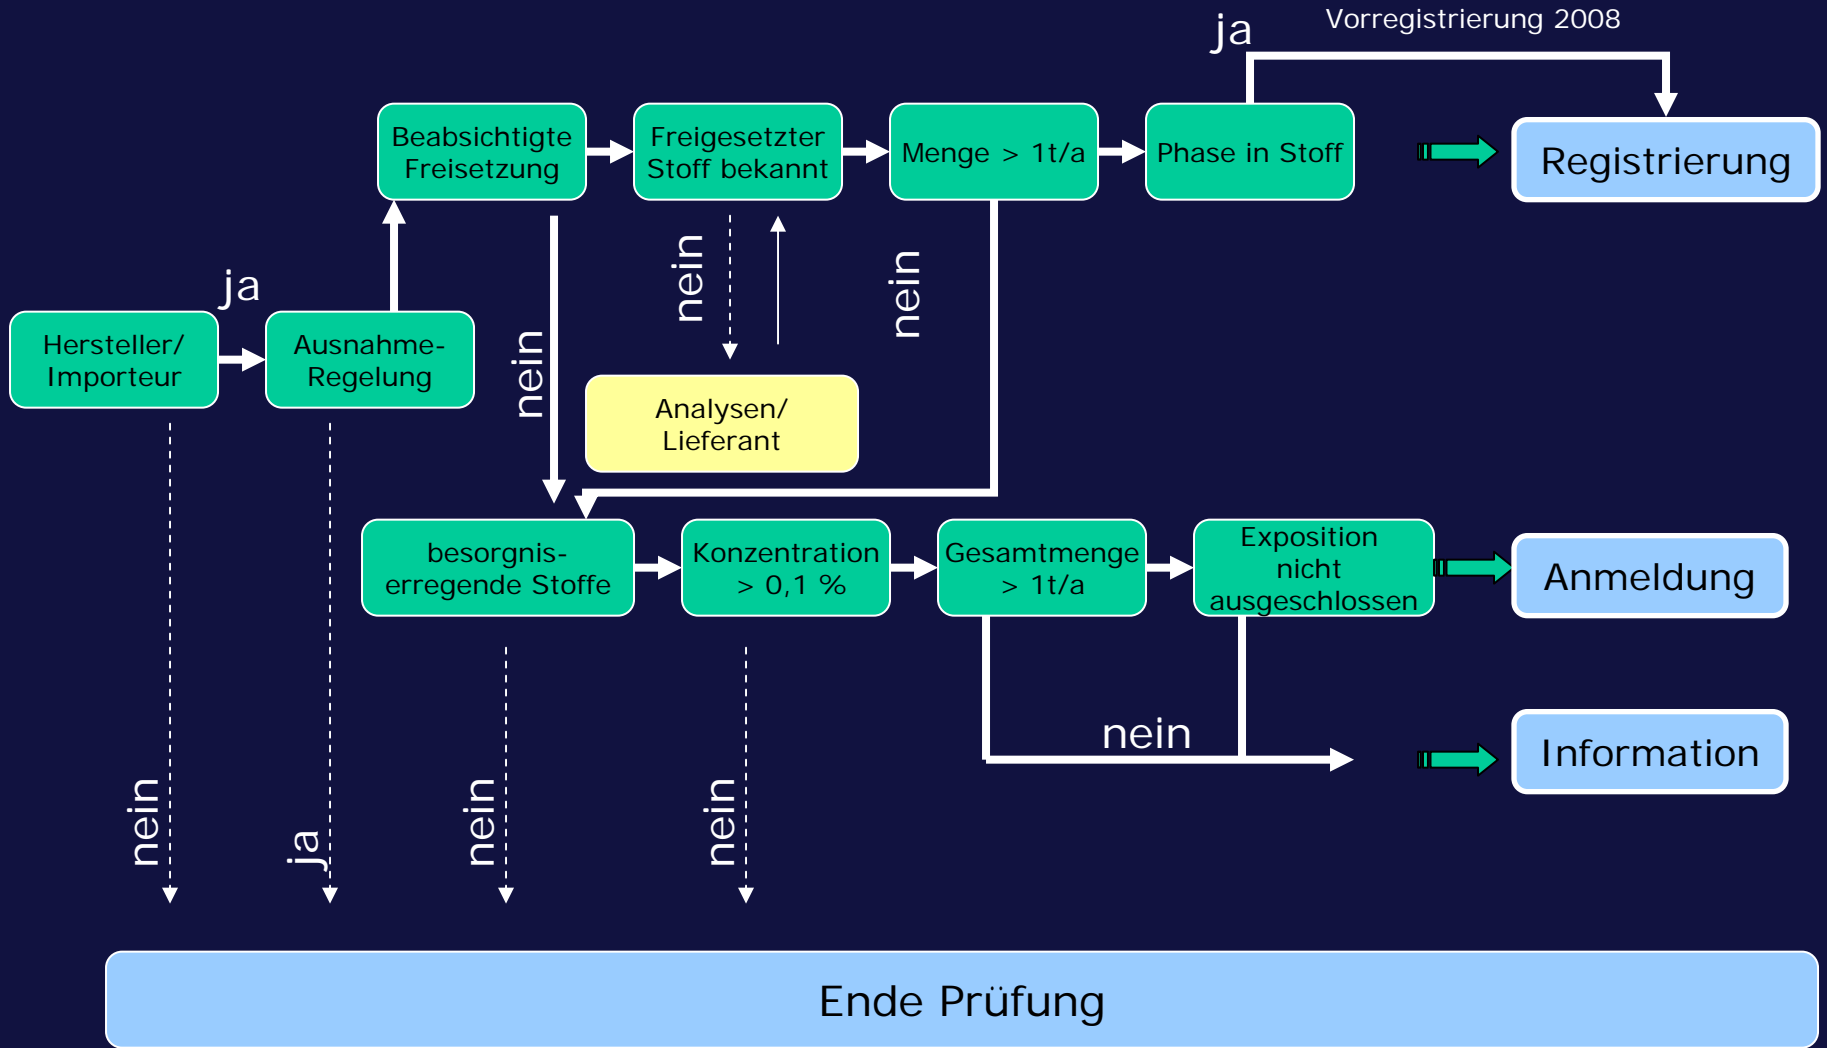 ja
Vorregistrierung 2008
Beabsichtigte
Freisetzung
Freigesetzter
Stoff bekannt
Menge > 1t/a
Phase in Stoff
Registrierung
ja
nein
nein
nein
Hersteller/
Importeur
Ausnahme-
Regelung
Analysen/
Lieferant
besorgnis-
erregende Stoffe
Konzentration
> 0,1 %
Gesamtmenge
> 1t/a
Exposition
nicht
ausgeschlossen
Anmeldung
nein
Information
nein
ja
nein
nein
Ende Prüfung